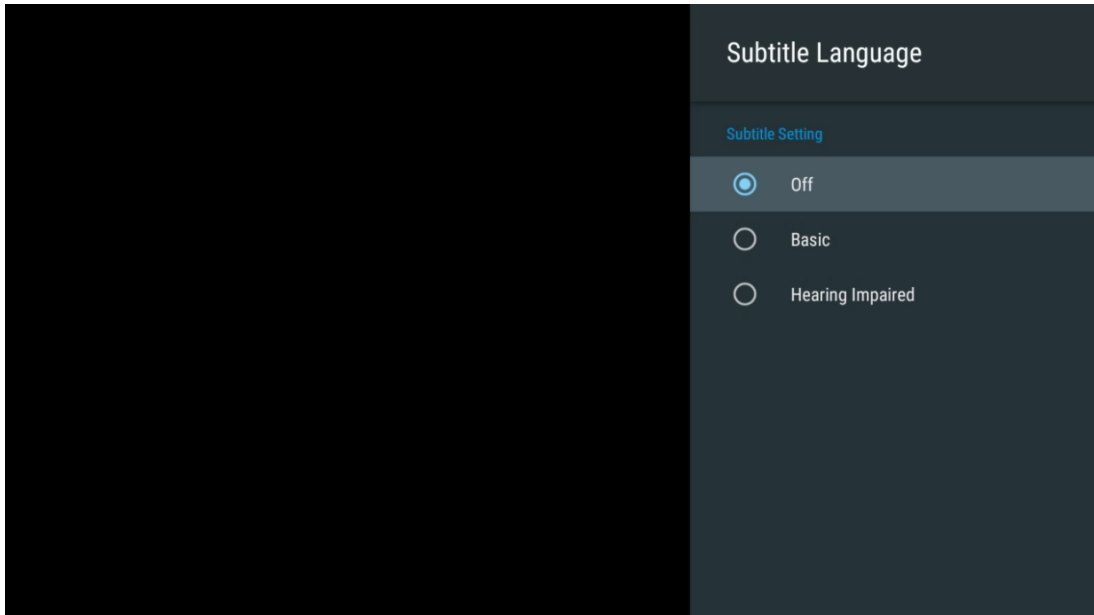 Subtitle Language
Subtitle Setting
Off
Basic
Hearing Impaired